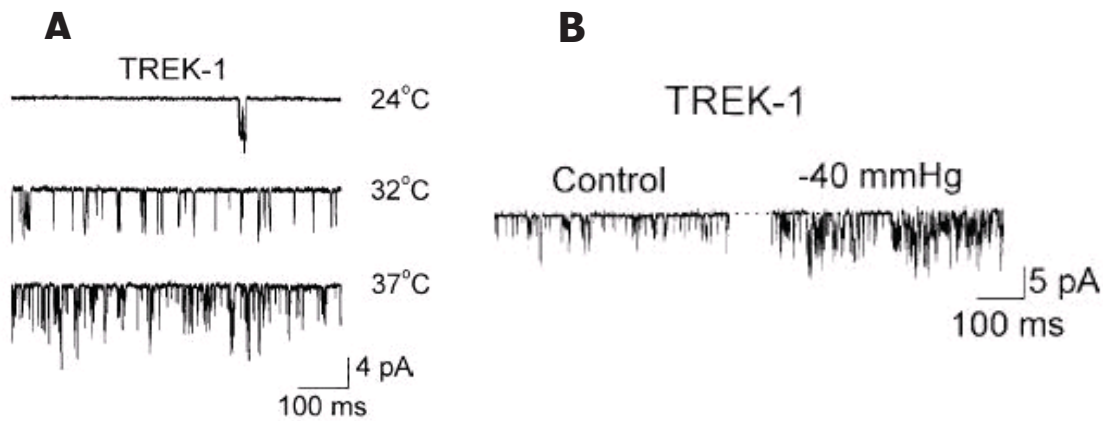 A
TREK-1
24°C
32°C
37°C
4 pA
100 ms
B
TREK-1
Control
-40 mmHg
5 pA
100 ms